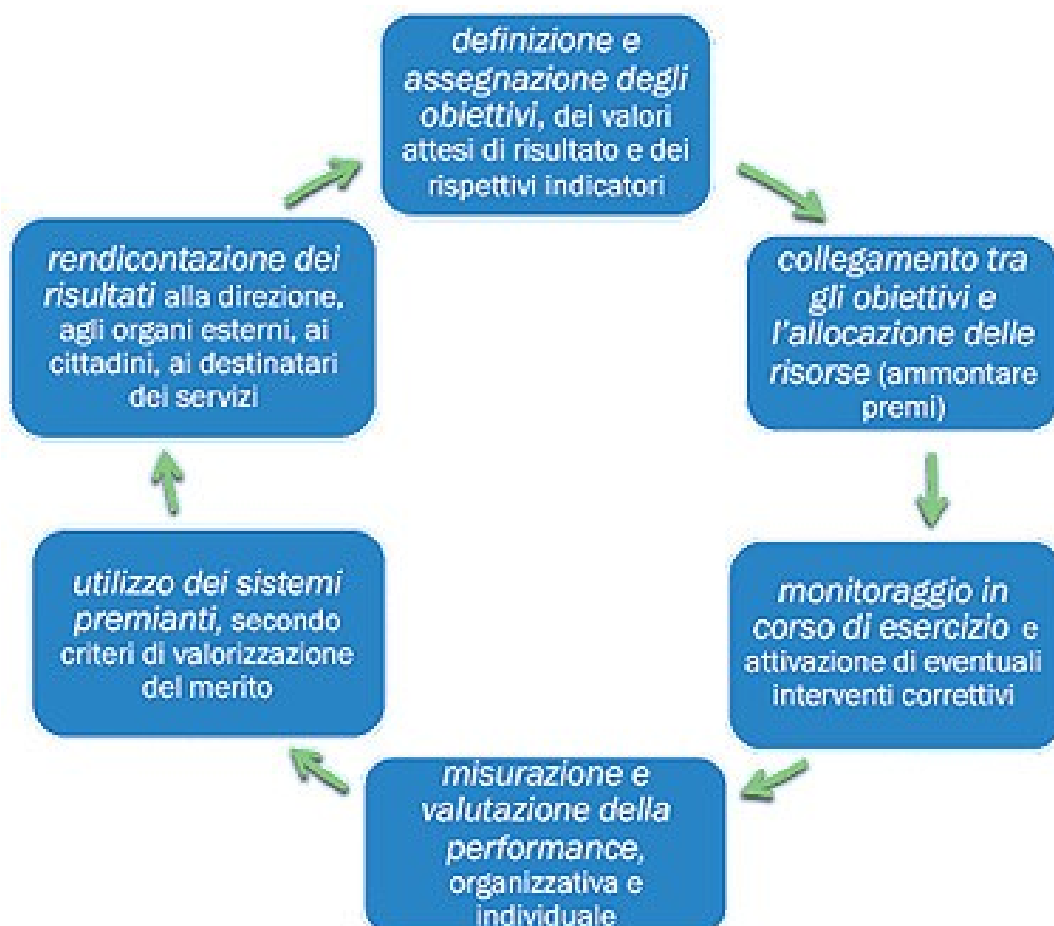 definizione e
assegnazione degli
obiettivi, dei valori
attesi di risultato e dei
rispettivi indicatori
collegamento tra
gli obiettivi e
l'allocazione delle
risorse (ammontare
premi)
monitoraggio in
corso di esercizio e
attivazione di eventuali
interventi correttivi
misurazione e
valutazione della
performance,
organizzativa e
individuale
utilizzo dei sistemi
premianti, secondo
criteri di valorizzazione
del merito
rendicontazione dei
risultati alla direzione,
agli organi esterni, ai
cittadini, ai destinatari
dei servizi